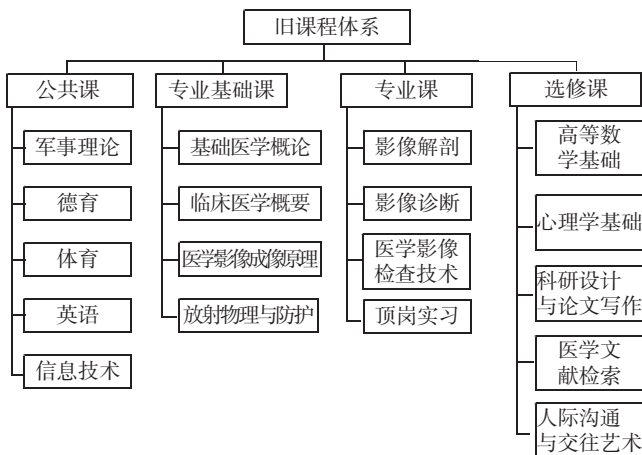 旧课程体系
公共课
军事理论
德育
体育
英语
信息技术
专业基础课
基础医学概论
临床医学概要
医学影像成像原理
放射物理与防护
专业课
影像解剖
影像诊断
医学影像
检查技术
顶岗实习
选修课
高等数
学基础
心理学基础
科研设计
与论文写作
医学文
献检索
人际沟通
与交往艺术